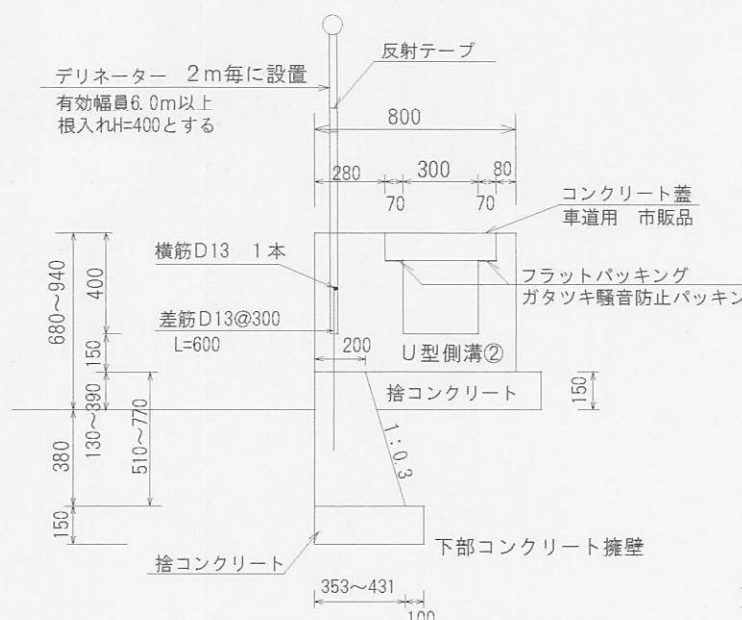 反射テープ
デリネーター 2m毎に設置
有効幅員6.0m以上
根入れH=400とする
800
280
300
80
70
70
コンクリート蓋
車道用 市販品
横筋D13 1本
フラットパッキング
ガタツキ騒音防止パッキン
差筋D13@300
L=600
200
U型側溝②
捨コンクリート
150
680~940
400
150
130~390
510~770
380
150
1:0.3
下部コンクリート擁壁
捨コンクリート
353~431
100